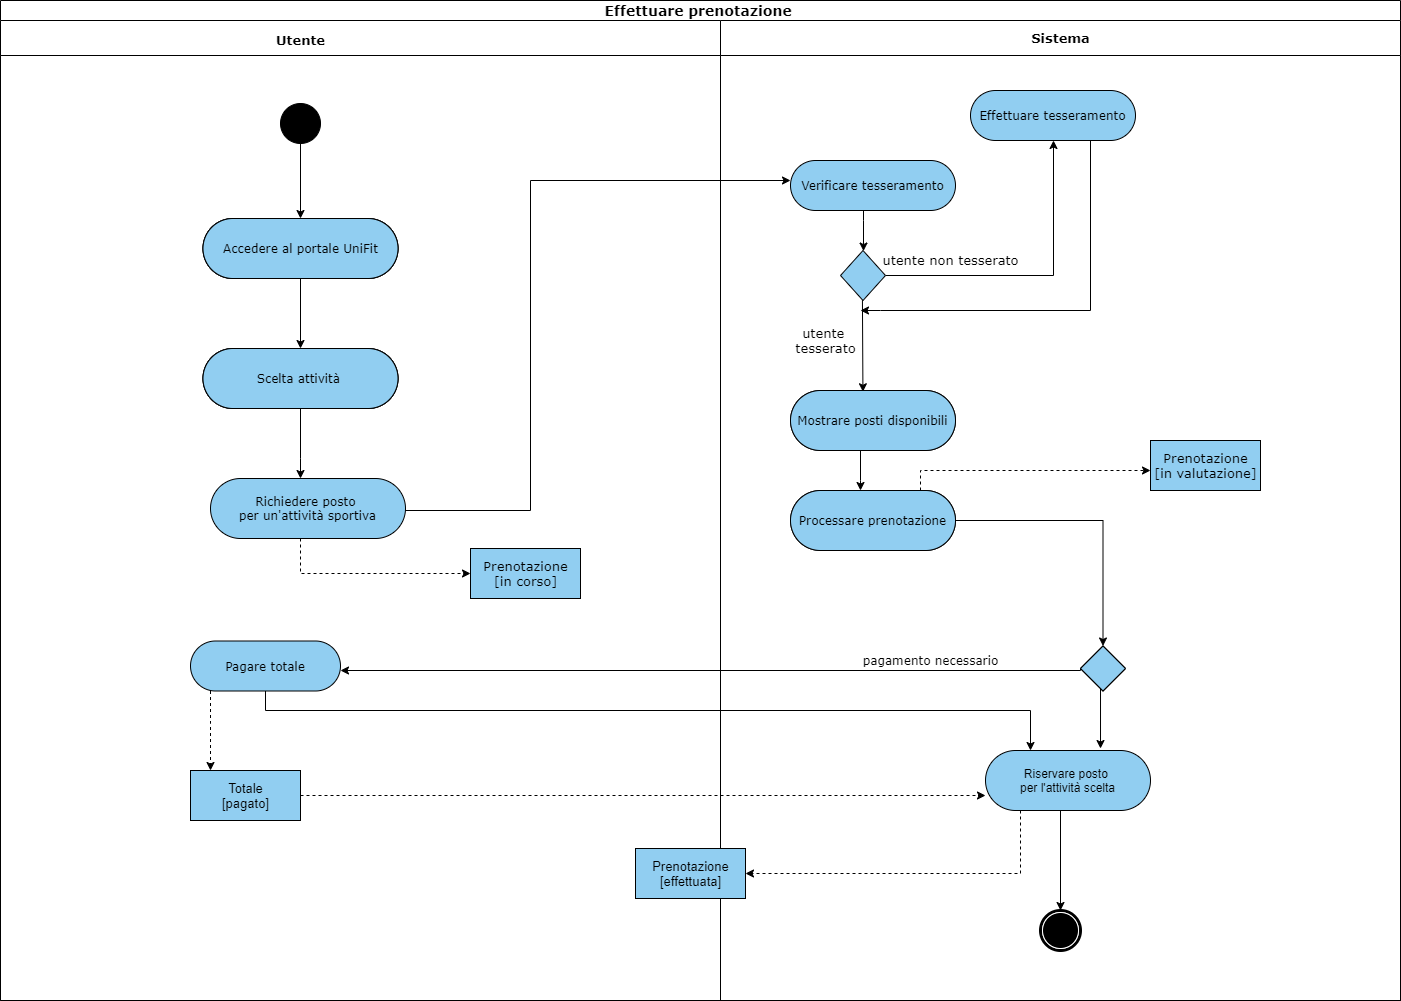 Effettuare prenotazione
Utente
Sistema
Effettuare tesseramento
Verificare tesseramento
Accedere al portale UniFit
utente non tesserato
utente
tesserato
Scelta attività
Mostrare posti disponibili
Prenotazione
[in valutazione]
Richiedere posto
per un'attività sportiva
Processare prenotazione
Prenotazione
[in corso]
Pagare totale
pagamento necessario
Riservare posto
per l'attività scelta
Totale
[pagato]
Prenotazione
[effettuata]